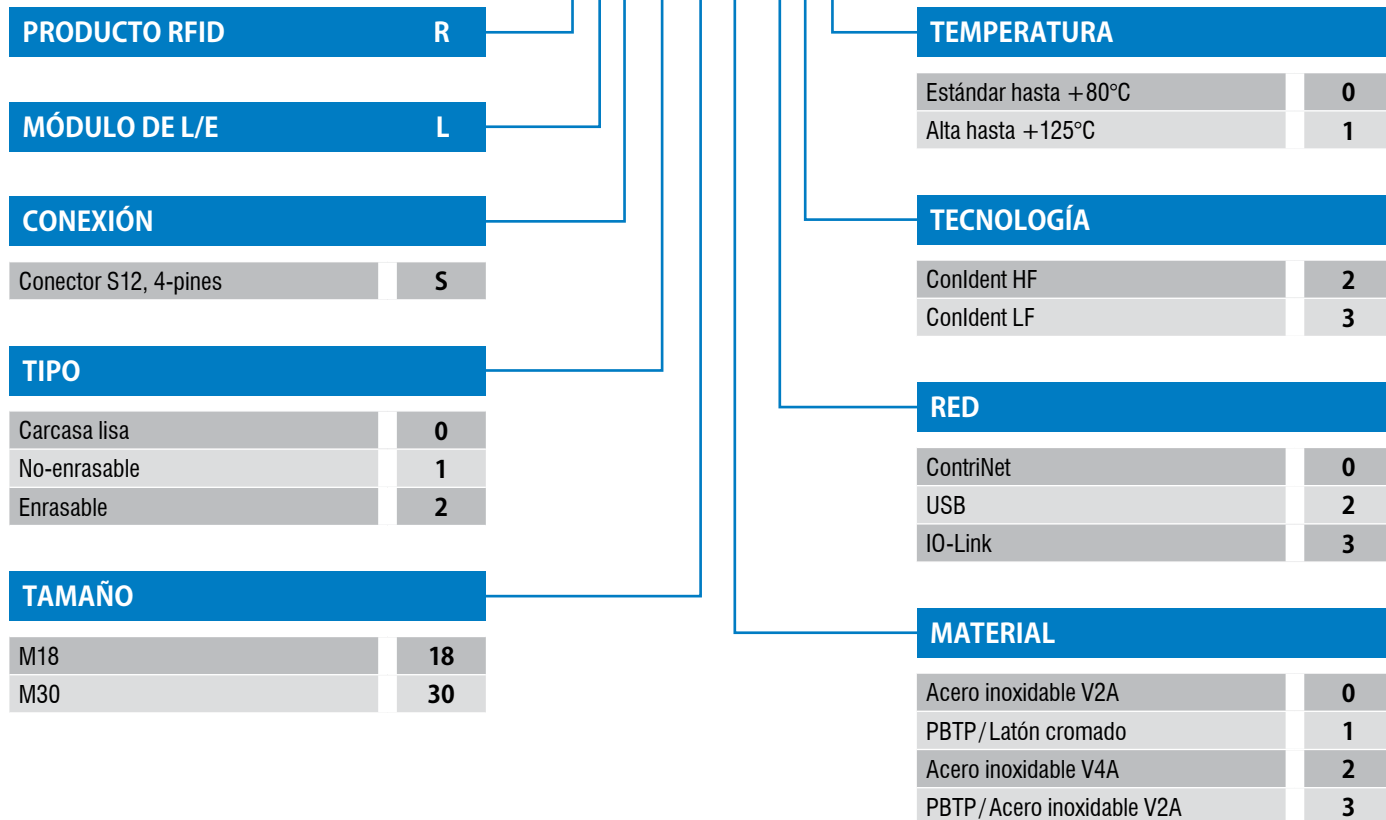 PRODUCTO RFID R
MÓDULO DE L/E L
CONEXIÓN
Conector S12, 4-pines S
TIPO
Carcasa lisa 0
No-enrasable 1
Enrasable 2
TAMAÑO
M18 18
M30 30
TEMPERATURA
Estándar hasta +80°C 0
Alta hasta +125°C 1
TECNOLOGÍA
ConIdent HF 2
ConIdent LF 3
RED
ContriNet 0
USB 2
IO-Link 3
MATERIAL
Acero inoxidable V2A 0
PBTP/Latón cromado 1
Acero inoxidable V4A 2
PBTP/Acero inoxidable V2A 3